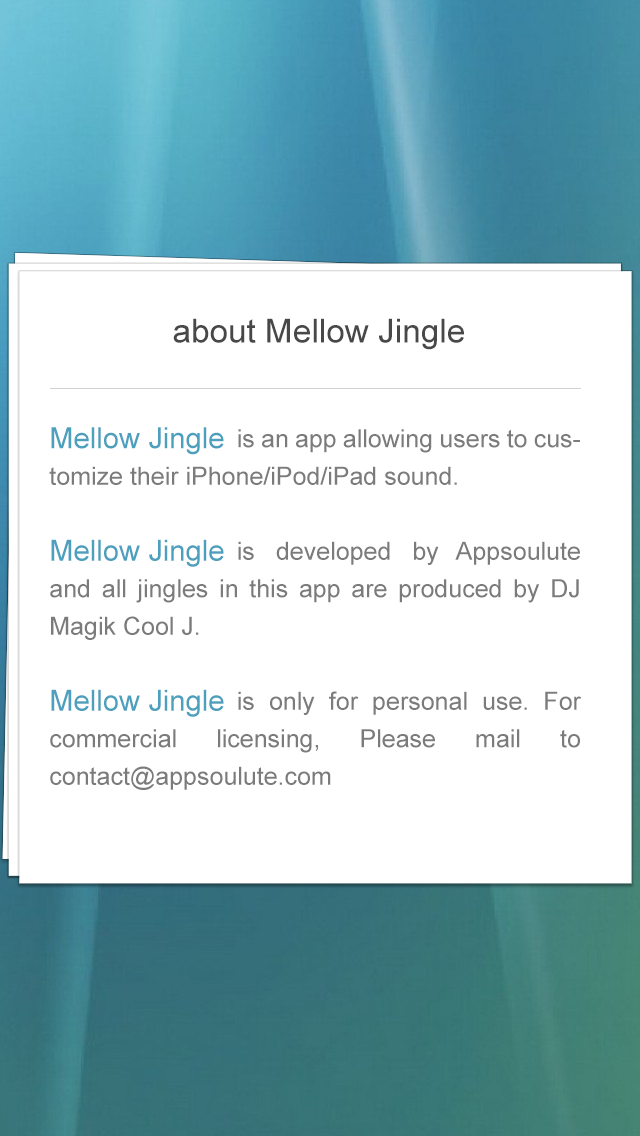 about Mellow Jingle
Mellow Jingle is an app allowing users to cus-
tomize their iPhone/iPod/iPad sound.
Mellow Jingle is developed by Appsoulute
and all jingles in this app are produced by DJ
Magik Cool J.
Mellow Jingle is only for personal use. For
commercial licensing, Please mail to
contact@appsoulute.com